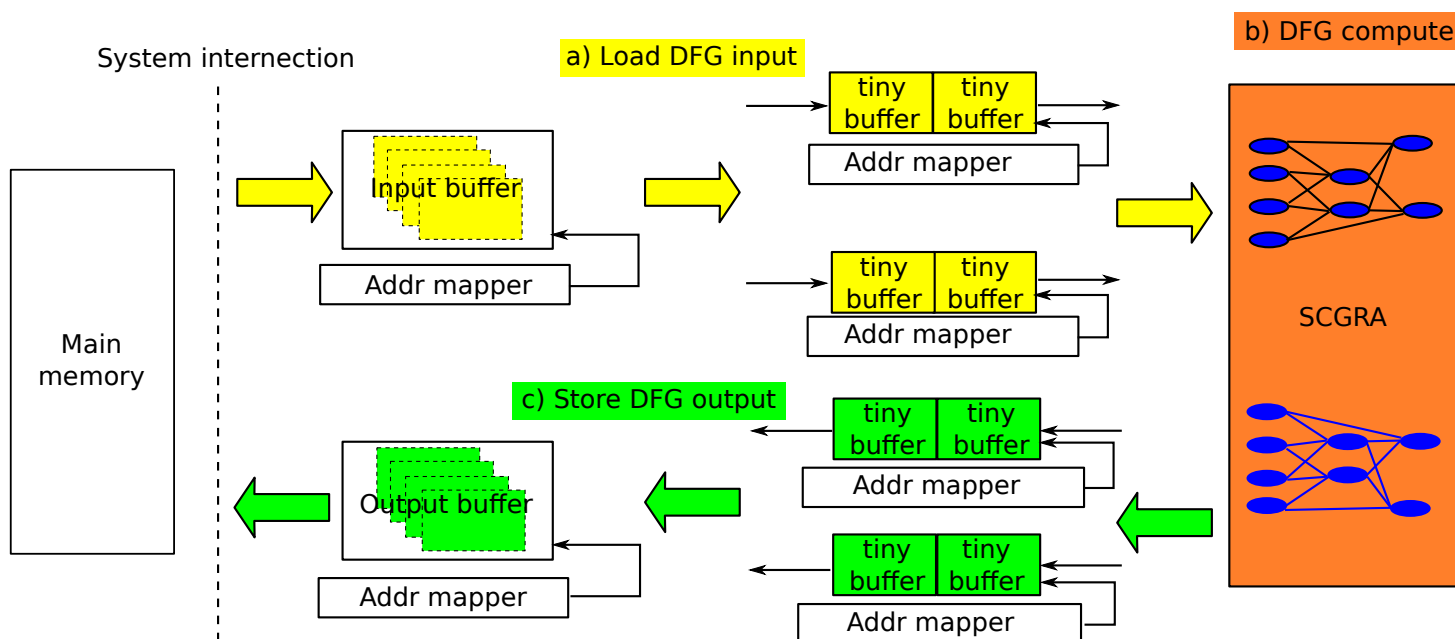 System internection
a) Load DFG input
b) DFG compute
tiny
buffer
tiny
buffer
Addr mapper
Input buffer
Addr mapper
tiny
buffer
tiny
buffer
Addr mapper
Main
memory
SCGRA
c) Store DFG output
tiny
buffer
tiny
buffer
Addr mapper
Output buffer
Addr mapper
tiny
buffer
tiny
buffer
Addr mapper